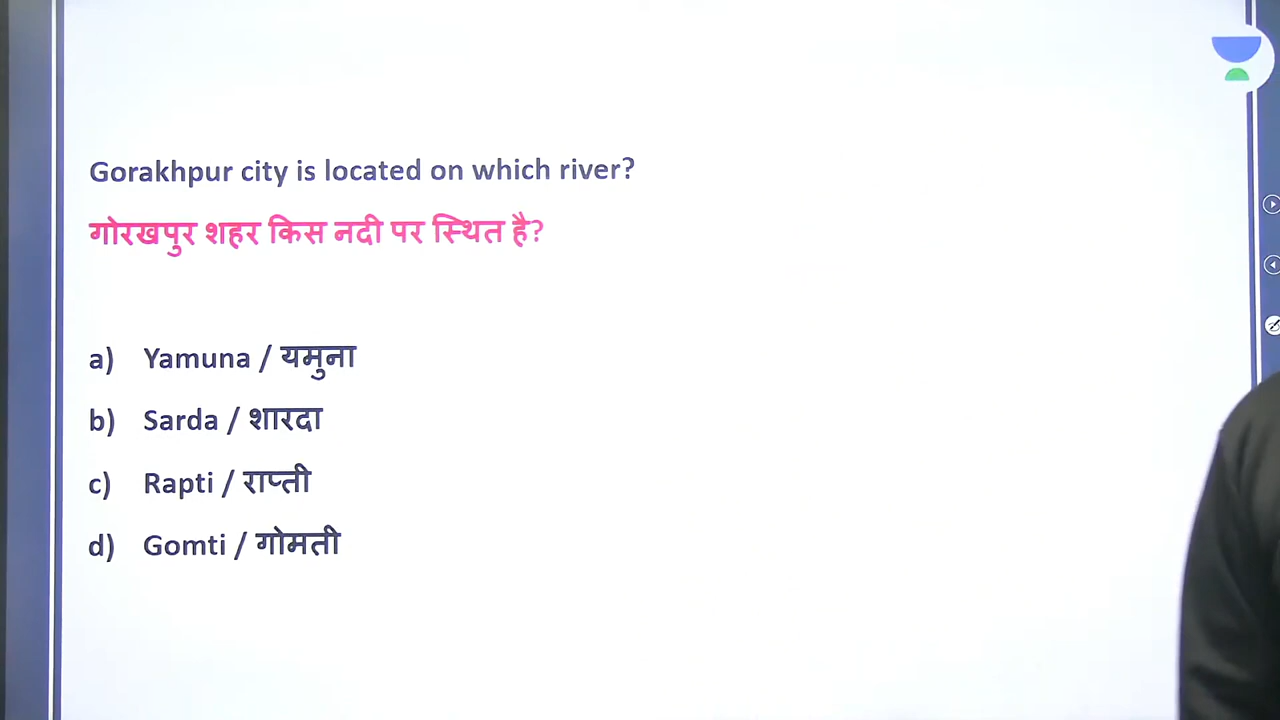 Gorakhpur city is located on which river?
गोरखपुर शहर किस नदी पर स्थित है?
a) Yamuna / यमुना
b) Sarda / शारदा
c) Rapti / राप्ती
d) Gomti / गोमती